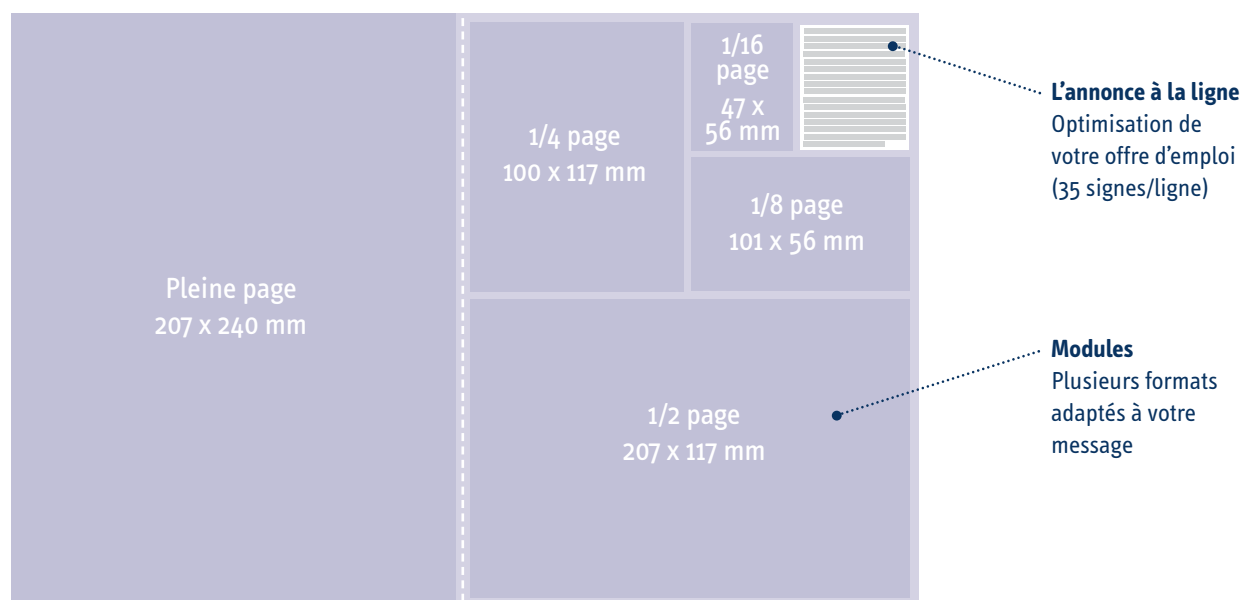 Pleine page
207 x 240 mm
1/4 page
100 x 117 mm
1/16
page
47 x
56 mm
1/8 page
101 x 56 mm
1/2 page
207 x 117 mm
L’annonce à la ligne
Optimisation de
votre offre d’emploi
(35 signes/ligne)
Modules
Plusieurs formats
adaptés à votre
message